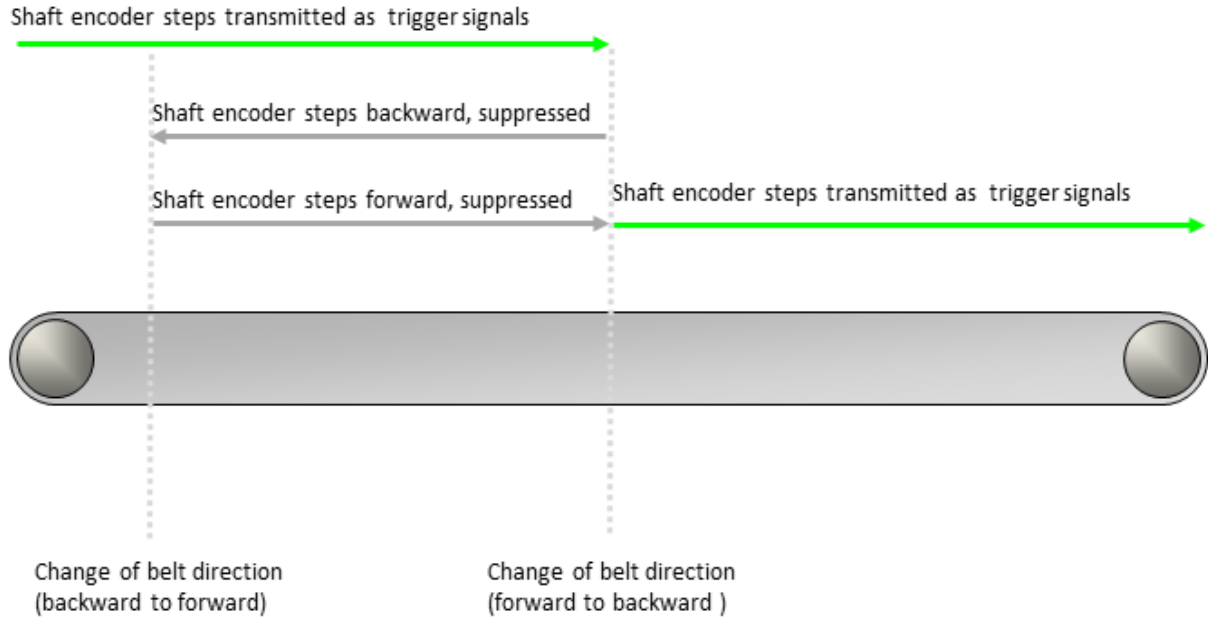 Shaft encoder steps transmitted as trigger signals
Shaft encoder steps backward, suppressed
Shaft encoder steps forward, suppressed
Shaft encoder steps transmitted as trigger signals
Change of belt direction
(backward to forward)
Change of belt direction
(forward to backward )